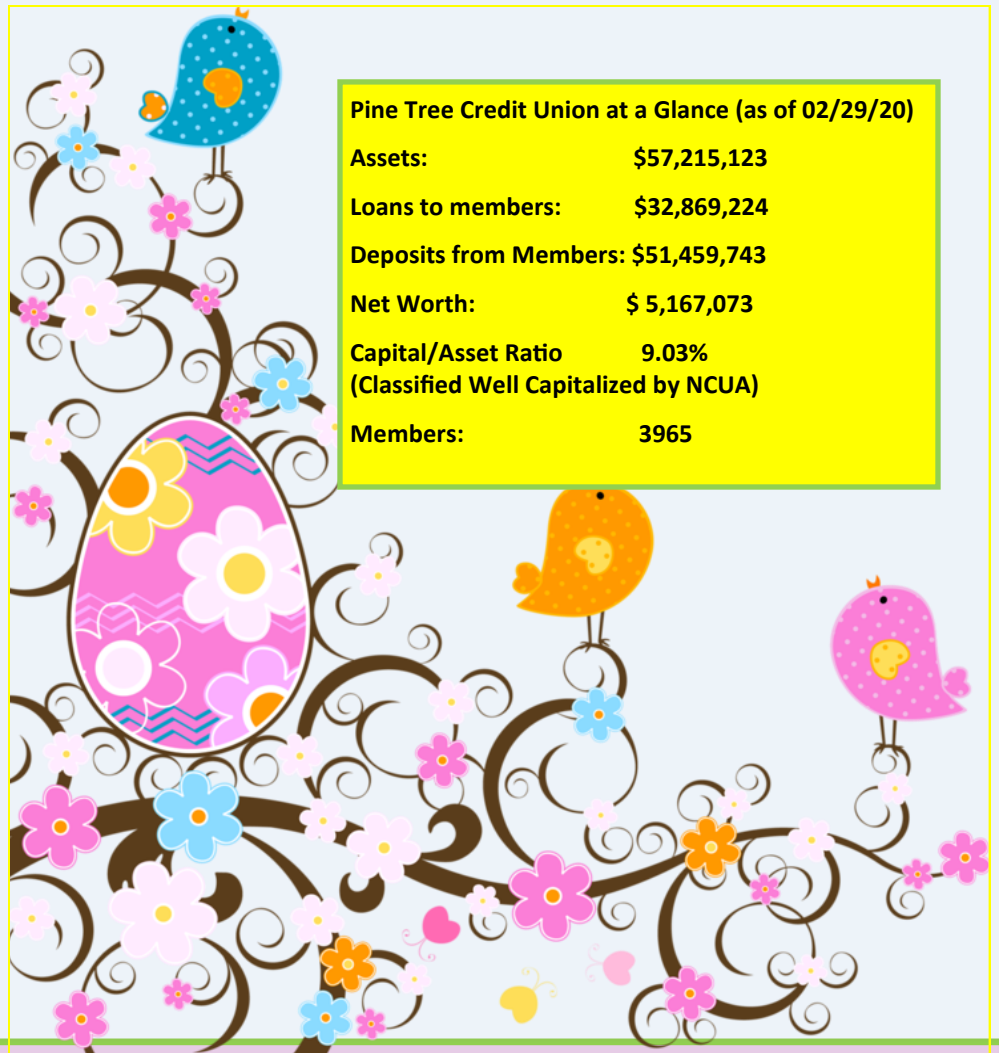 Pine Tree Credit Union at a Glance (as of 02/29/20)
Assets: $57,215,123
Loans to members: $32,869,224
Deposits from Members: $51,459,743
Net Worth: $ 5,167,073
Capital/Asset Ratio 9.03%
(Classified Well Capitalized by NCUA)
Members: 3965